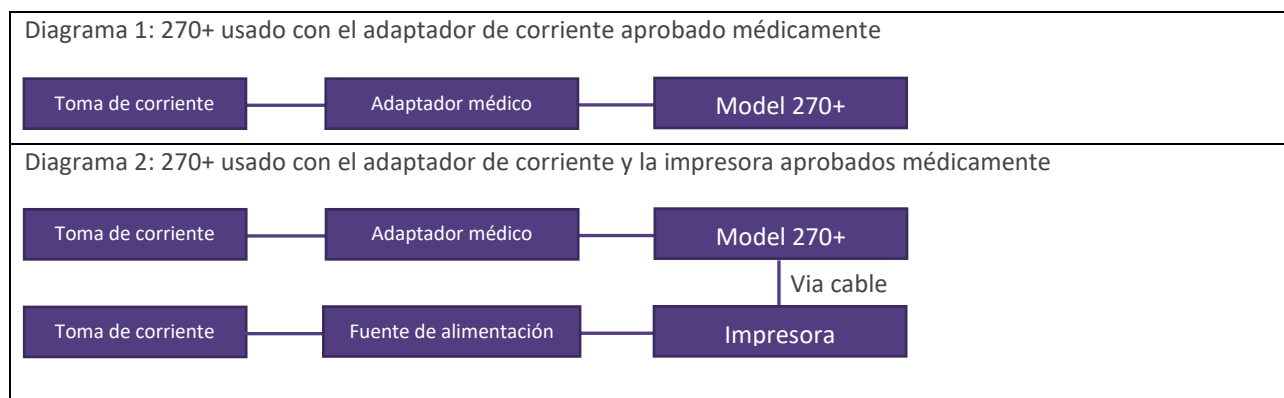 Diagrama 1: 270+ usado con el adaptador de corriente aprobado médicamente
Toma de corriente
Adaptador médico
Model 270+
Diagrama 2: 270+ usado con el adaptador de corriente y la impresora aprobados médicamente
Toma de corriente
Adaptador médico
Model 270+
Via cable
Toma de corriente
Fuente de alimentación
Impresora